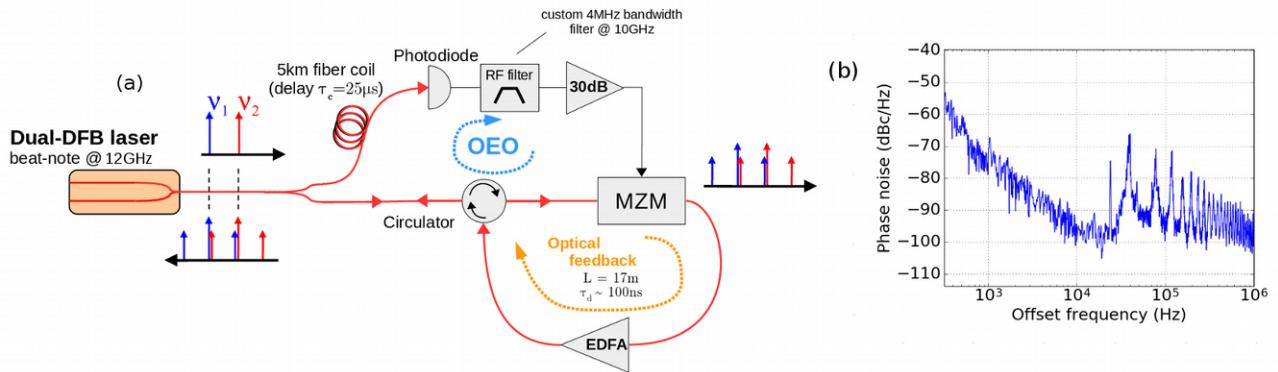 (a)
custom 4MHz bandwidth
filter @ 10GHz
Photodiode
5km fiber coil
(delay τc=25µs)
RF filter
30dB
ν1
ν2
Dual-DFB laser
beat-note @ 12GHz
OEO
Circulator
MZM
Optical
feedback
L = 17m
τd ~ 100ns
EDFA
(b)
−40
−50
−60
−70
−80
−90
−100
−110
Phase noise (dBc/Hz)
10³
10⁴
10⁵
10⁶
Offset frequency (Hz)